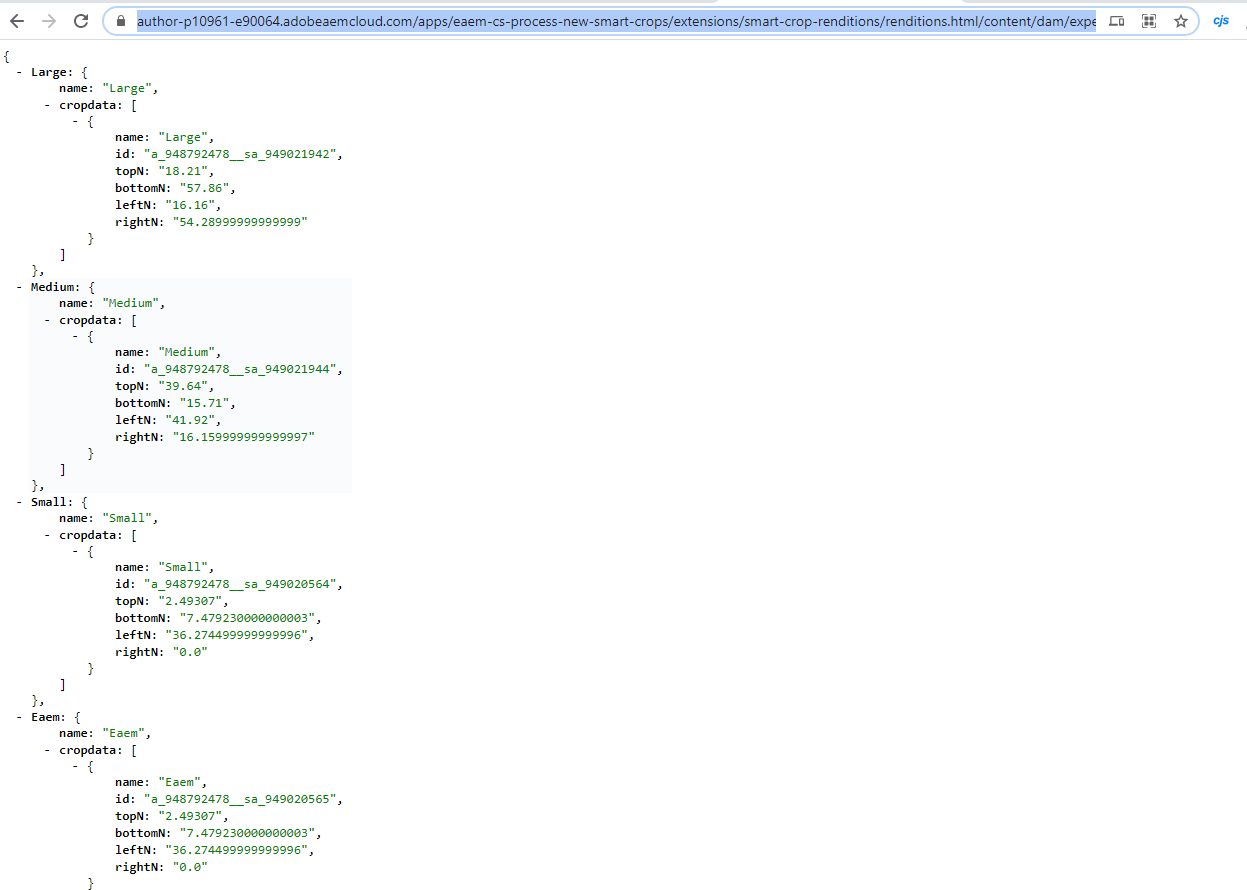 author-p10961-e90064.adobeaemcloud.com/apps/eaem-cs-process-new-smart-crops/extensions/smart-crop-renditions/renditions.html/content/dam/expe
cjs
{
- Large: {
name: "Large",
- cropdata: [
- {
name: "Large",
id: "a_948792478__sa_949021942",
topN: "18.21",
bottomN: "57.86",
leftN: "16.16",
rightN: "54.28999999999999"
}
]
},
- Medium: {
name: "Medium",
- cropdata: [
- {
name: "Medium",
id: "a_948792478__sa_949021944",
topN: "39.64",
bottomN: "15.71",
leftN: "41.92",
rightN: "16.159999999999997"
}
]
},
- Small: {
name: "Small",
- cropdata: [
- {
name: "Small",
id: "a_948792478__sa_949020564",
topN: "2.49307",
bottomN: "7.479230000000003",
leftN: "36.274499999999996",
rightN: "0.0"
}
]
},
- Eaem: {
name: "Eaem",
- cropdata: [
- {
name: "Eaem",
id: "a_948792478__sa_949020565",
topN: "2.49307",
bottomN: "7.479230000000003",
leftN: "36.274499999999996",
rightN: "0.0"
}